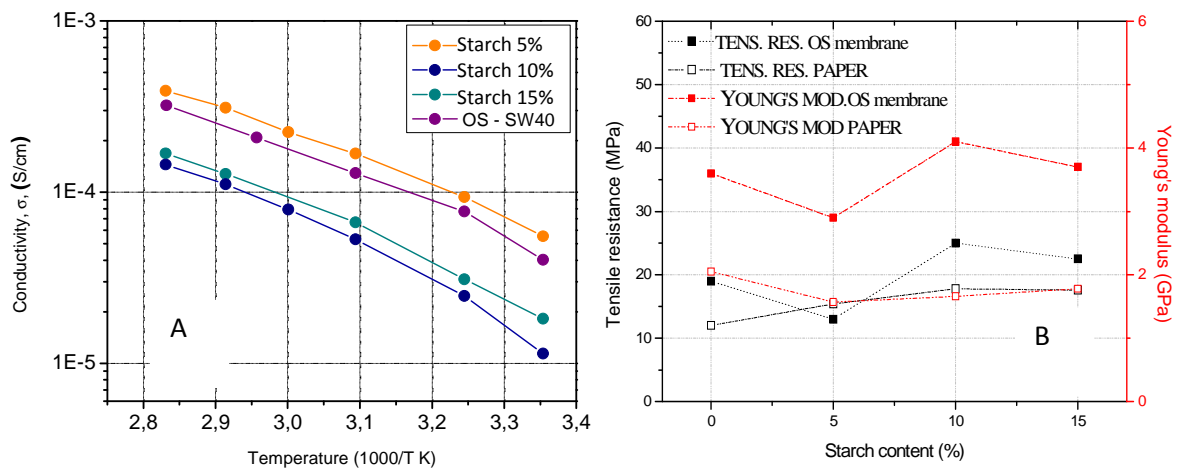 1E-3
1E-4
1E-5
Conductivity, σ, (S/cm)
Starch 5%
Starch 10%
Starch 15%
OS - SW40
A
2,8 2,9 3,0 3,1 3,2 3,3 3,4
Temperature (1000/T K)
60
50
40
30
20
10
0
Tensile resistance (MPa)
TENS. RES. OS membrane
TENS. RES. PAPER
YOUNG'S MOD.OS membrane
YOUNG'S MOD PAPER
B
0 5 10 15
Starch content (%)
6
4
2
0
Young's modulus (GPa)